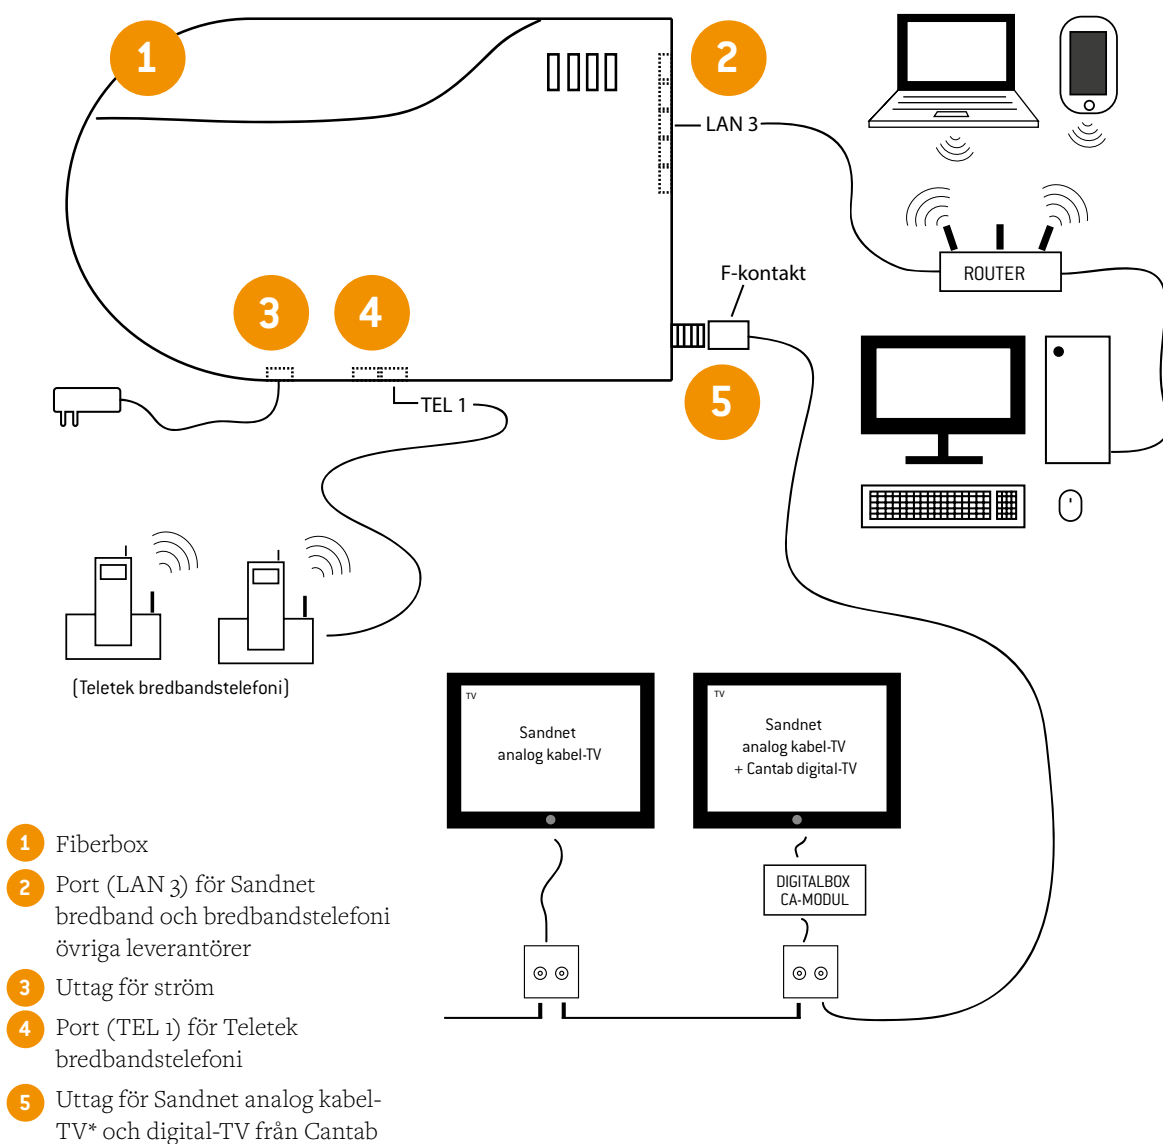 1
2
LAN 3
ROUTER
F-kontakt
3
4
5
TEL 1
(Teletek bredbandstelefoni)
TV
Sandnet
analog kabel-TV
TV
Sandnet
analog kabel-TV
+ Cantab digital-TV
DIGITALBOX
CA-MODUL
1 Fiberbox
2 Port (LAN 3) för Sandnet
bredband och bredbandstelefoni
övriga leverantörer
3 Uttag för ström
4 Port (TEL 1) för Teletek
bredbandstelefoni
5 Uttag för Sandnet analog kabel-
TV* och digital-TV från Cantab